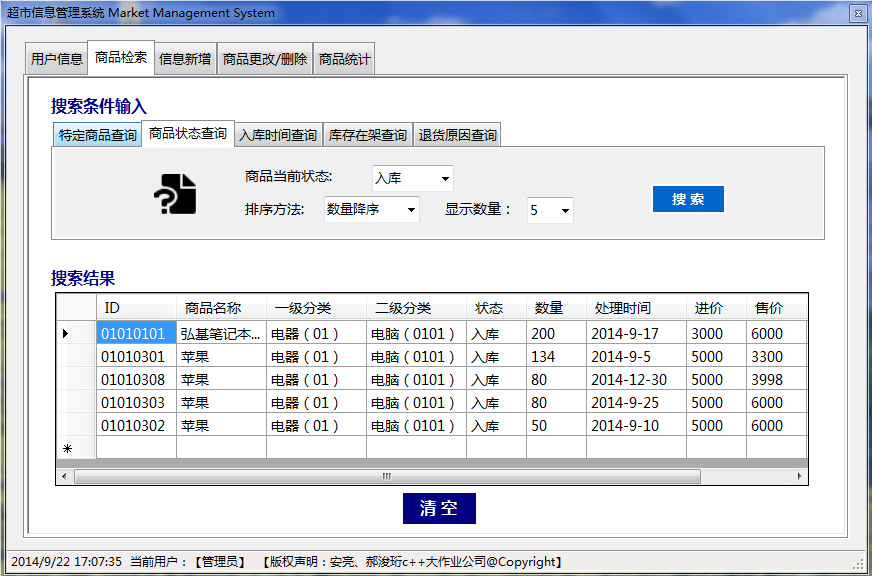 超市信息管理系统 Market Management System
用户信息 商品检索 信息新增 商品更改/删除 商品统计
搜索条件输入
特定商品查询 商品状态查询 入库时间查询 库存在架查询 退货原因查询
商品当前状态: 入库
排序方法: 数量降序 显示数量： 5
搜 索
搜索结果
ID 商品名称 一级分类 二级分类 状态 数量 处理时间 进价 售价
01010101 弘基笔记本... 电器（01） 电脑（0101） 入库 200 2014-9-17 3000 6000
01010301 苹果 电器（01） 电脑（0101） 入库 134 2014-9-5 5000 3300
01010308 苹果 电器（01） 电脑（0101） 入库 80 2014-12-30 5000 3998
01010303 苹果 电器（01） 电脑（0101） 入库 80 2014-9-25 5000 6000
01010302 苹果 电器（01） 电脑（0101） 入库 50 2014-9-10 5000 6000
清 空
2014/9/22 17:07:35 当前用户：【管理员】 【版权声明：安亮、郝浚珩c++大作业公司@Copyright】